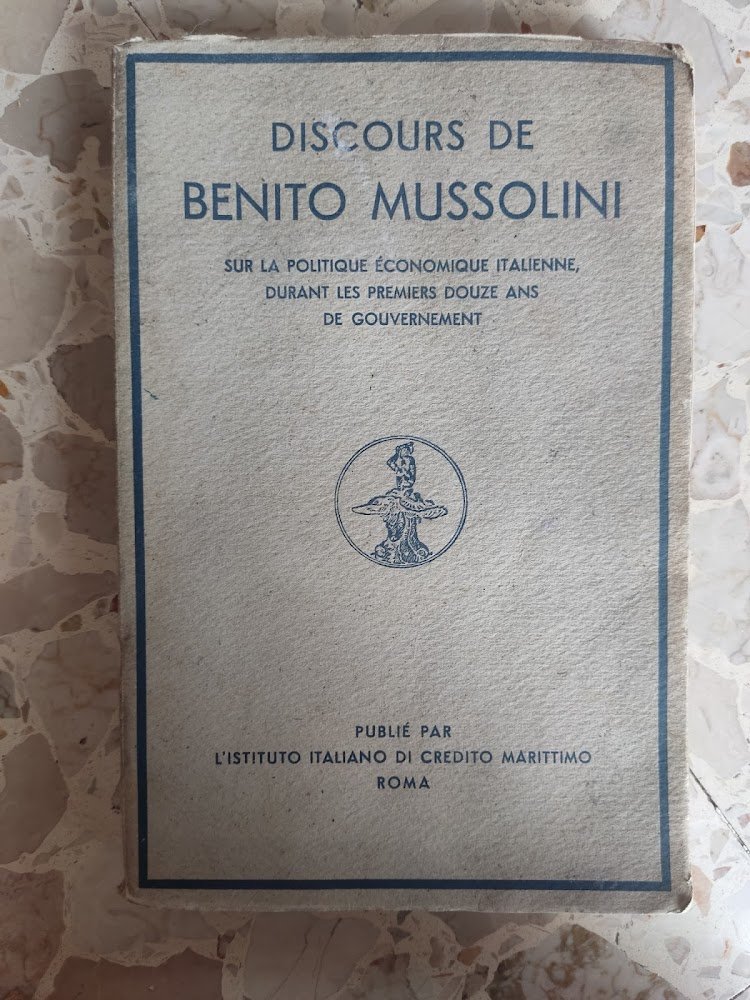 DISCOURS DE
BENITO MUSSOLINI
SUR LA POLITIQUE ÉCONOMIQUE ITALIENNE,
DURANT LES PREMIERS DOUZE ANS
DE GOUVERNEMENT
PUBLIÉ PAR
L'ISTITUTO ITALIANO DI CREDITO MARITTIMO
ROMA